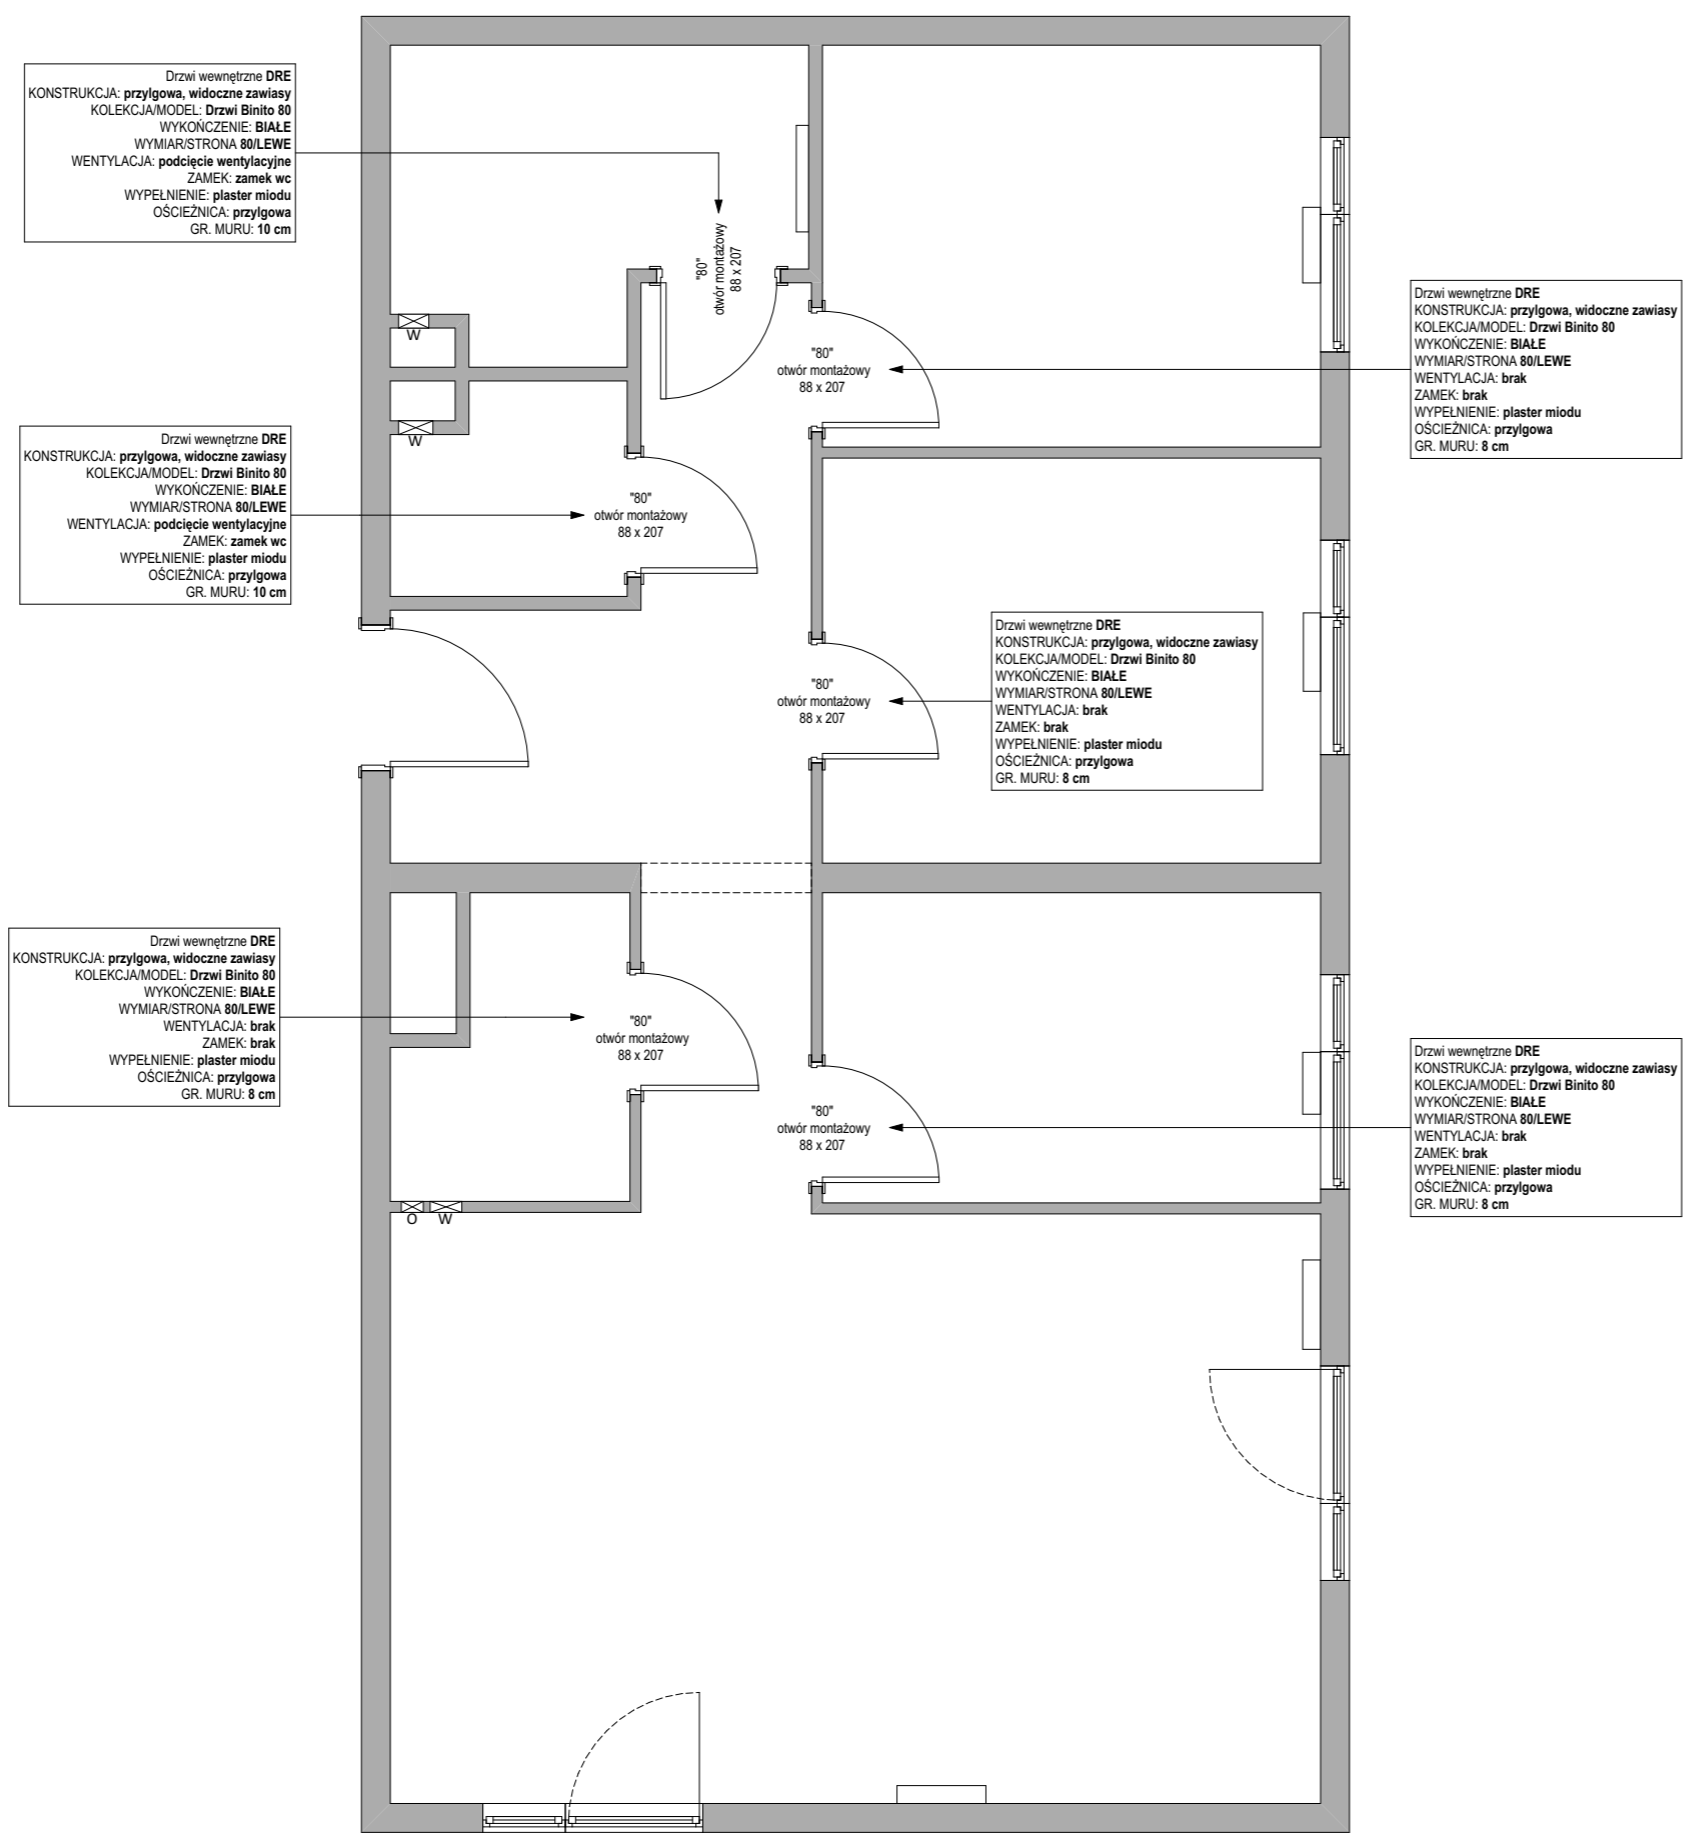 Drzwi wewnętrzne DRE
KONSTRUKCJA: przylgowa, widoczne zawiasy
KOLEKCJA/MODEL: Drzwi Binito 80
WYKOŃCZENIE: BIAŁE
WYMIAR/STRONA 80/LEWE
WENTYLACJA: podcięcie wentylacyjne
ZAMEK: zamek wc
WYPEŁNIENIE: plaster miodu
OŚCIEŻNICA: przylgowa
GR. MURU: 10 cm
"80"
otwór montażowy
88 x 207
W
Drzwi wewnętrzne DRE
KONSTRUKCJA: przylgowa, widoczne zawiasy
KOLEKCJA/MODEL: Drzwi Binito 80
WYKOŃCZENIE: BIAŁE
WYMIAR/STRONA 80/LEWE
WENTYLACJA: brak
ZAMEK: brak
WYPEŁNIENIE: plaster miodu
OŚCIEŻNICA: przylgowa
GR. MURU: 8 cm
"80"
otwór montażowy
88 x 207
W
Drzwi wewnętrzne DRE
KONSTRUKCJA: przylgowa, widoczne zawiasy
KOLEKCJA/MODEL: Drzwi Binito 80
WYKOŃCZENIE: BIAŁE
WYMIAR/STRONA 80/LEWE
WENTYLACJA: podcięcie wentylacyjne
ZAMEK: zamek wc
WYPEŁNIENIE: plaster miodu
OŚCIEŻNICA: przylgowa
GR. MURU: 10 cm
"80"
otwór montażowy
88 x 207
Drzwi wewnętrzne DRE
KONSTRUKCJA: przylgowa, widoczne zawiasy
KOLEKCJA/MODEL: Drzwi Binito 80
WYKOŃCZENIE: BIAŁE
WYMIAR/STRONA 80/LEWE
WENTYLACJA: brak
ZAMEK: brak
WYPEŁNIENIE: plaster miodu
OŚCIEŻNICA: przylgowa
GR. MURU: 8 cm
"80"
otwór montażowy
88 x 207
Drzwi wewnętrzne DRE
KONSTRUKCJA: przylgowa, widoczne zawiasy
KOLEKCJA/MODEL: Drzwi Binito 80
WYKOŃCZENIE: BIAŁE
WYMIAR/STRONA 80/LEWE
WENTYLACJA: brak
ZAMEK: brak
WYPEŁNIENIE: plaster miodu
OŚCIEŻNICA: przylgowa
GR. MURU: 8 cm
"80"
otwór montażowy
88 x 207
Drzwi wewnętrzne DRE
KONSTRUKCJA: przylgowa, widoczne zawiasy
KOLEKCJA/MODEL: Drzwi Binito 80
WYKOŃCZENIE: BIAŁE
WYMIAR/STRONA 80/LEWE
WENTYLACJA: brak
ZAMEK: brak
WYPEŁNIENIE: plaster miodu
OŚCIEŻNICA: przylgowa
GR. MURU: 8 cm
"80"
otwór montażowy
88 x 207
O W